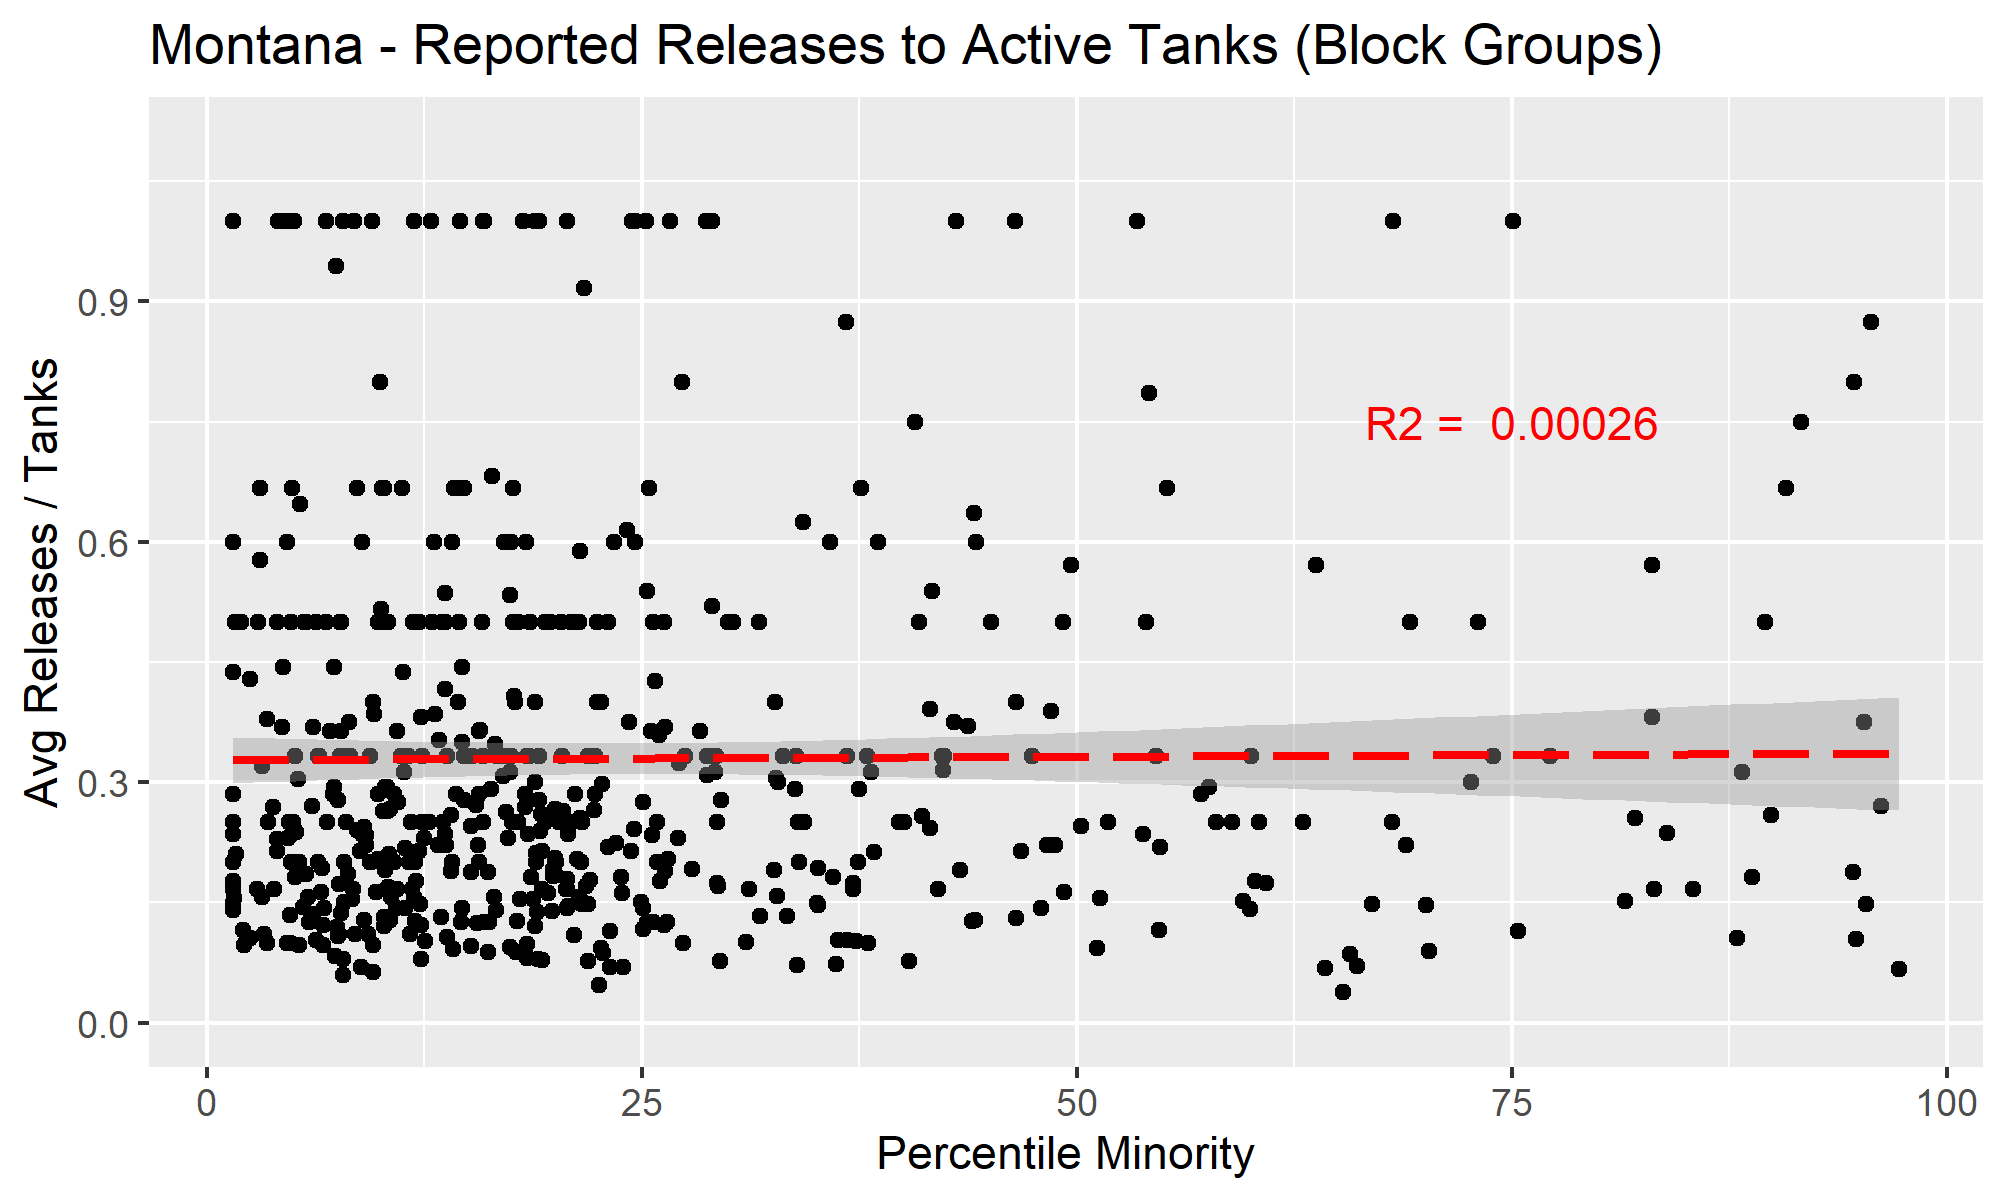 Montana - Reported Releases to Active Tanks (Block Groups)
Avg Releases / Tanks
0.9
0.6
0.3
0.0
R2 =  0.00026
0
25
50
75
100
Percentile Minority